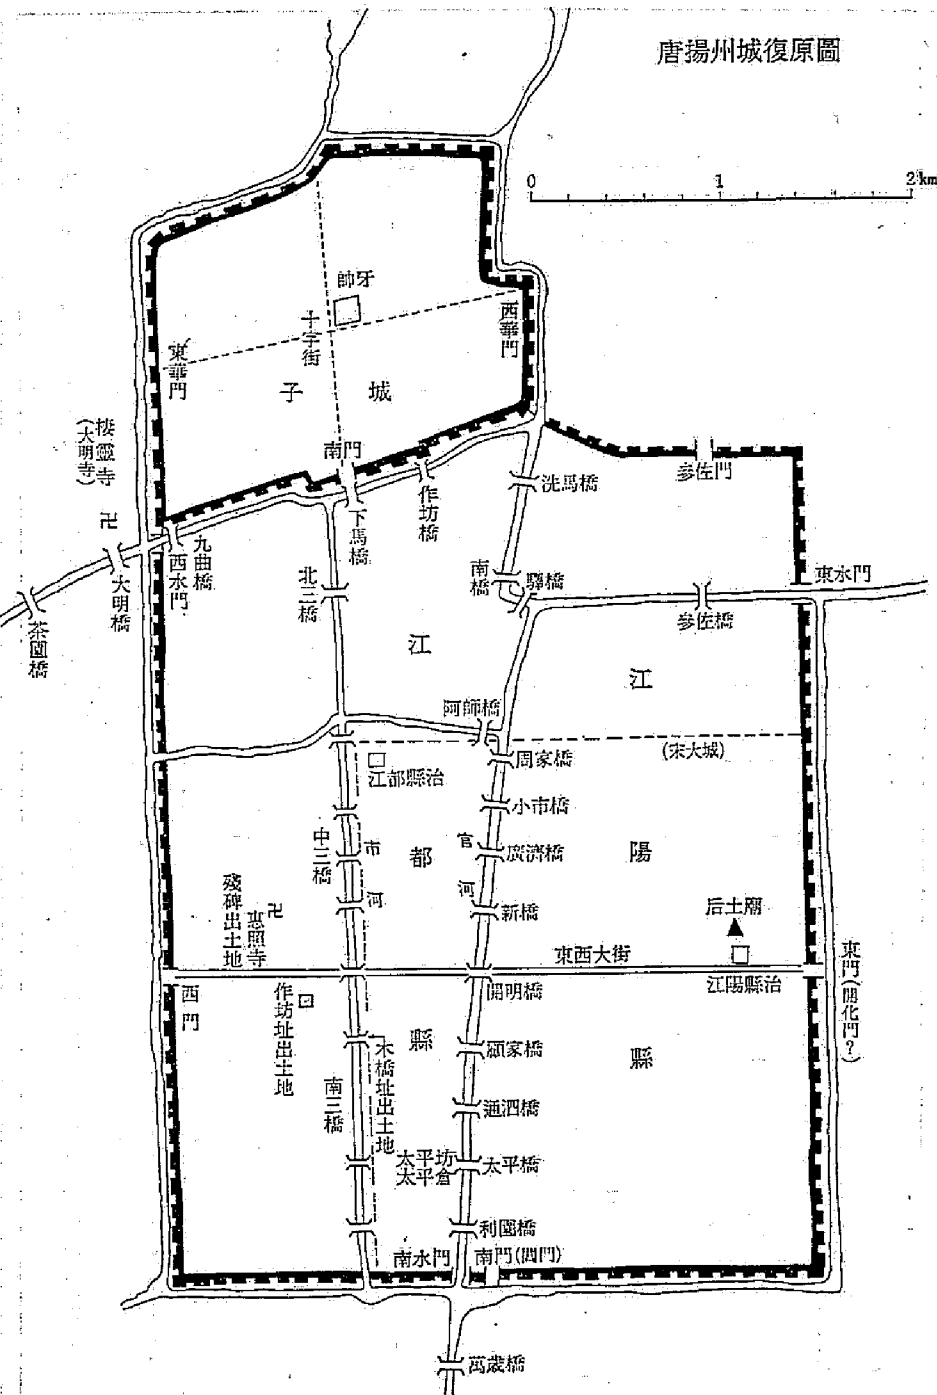 唐揚州城復原圖
0 1 2km
帥牙
十字街
西華門
東華門
子城
棲靈寺
(大明寺)
卍
南門
作坊橋
下馬橋
洗馬橋
參佐門
九曲橋
西水門
大明橋
茶園橋
北三橋
南橋
驛橋
東水門
參佐橋
江
江
阿師橋
(宋大城)
江都縣治
周家橋
小市橋
中三橋
市
都
官
廣濟橋
陽
河
河
新橋
殘碑出土地
卍
惠照寺
后土廟
東西大街
江陽縣治
東門(開化門?)
西門
作坊址出土地
開明橋
縣
顧家橋
縣
南三橋
木橋址出土地
通泗橋
太平坊
太平倉
太平橋
利園橋
南水門
南門(閉門)
萬歲橋